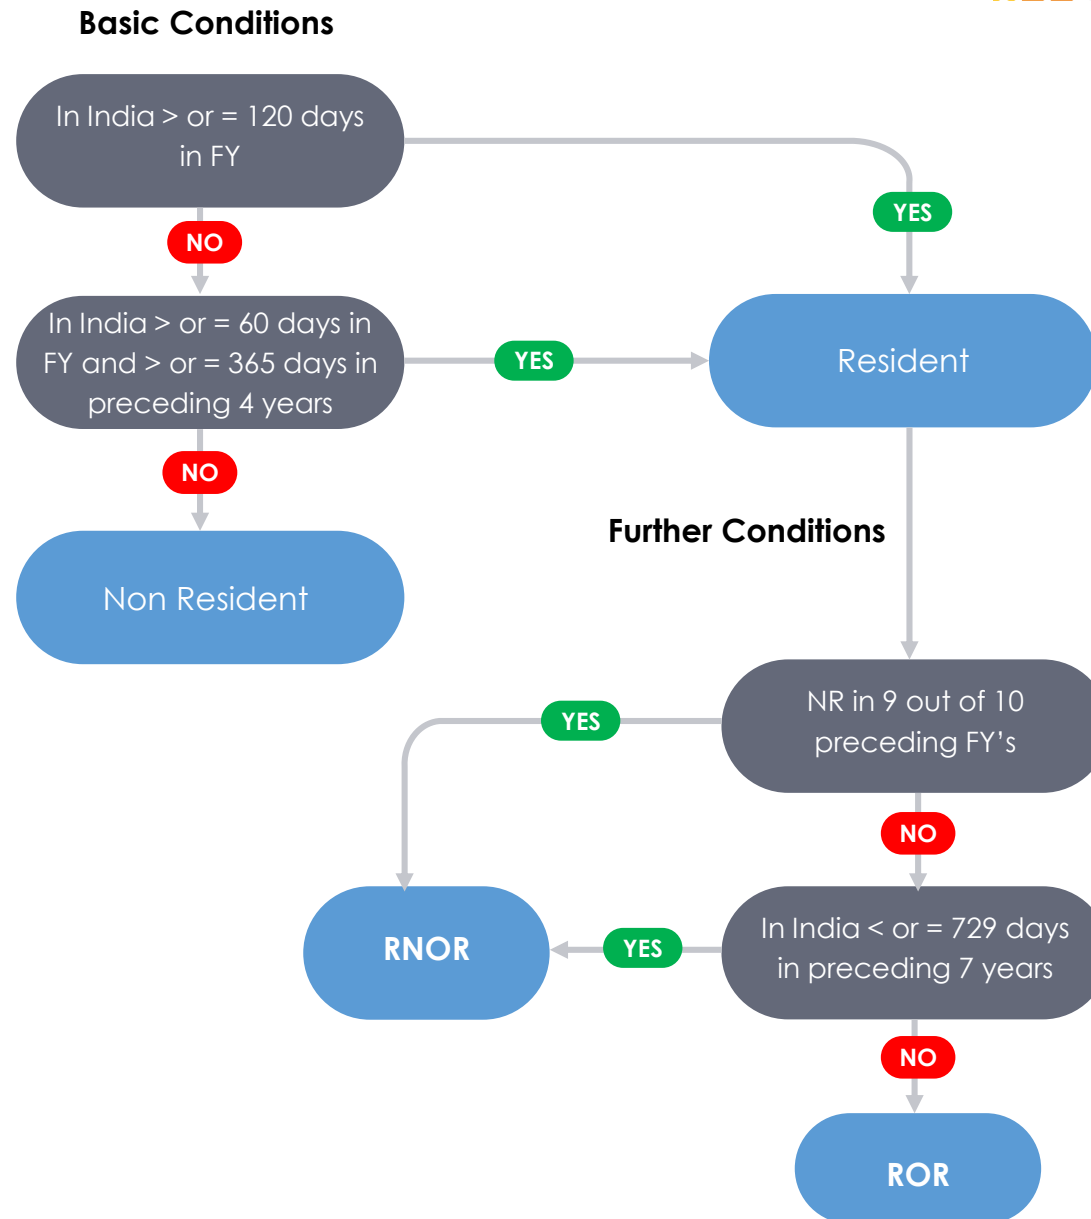 Basic Conditions
In India > or = 120 days
in FY
YES
NO
In India > or = 60 days in
FY and > or = 365 days in
preceding 4 years
YES
Resident
NO
Further Conditions
Non Resident
NR in 9 out of 10
preceding FY’s
YES
NO
RNOR
YES
In India < or = 729 days
in preceding 7 years
NO
ROR